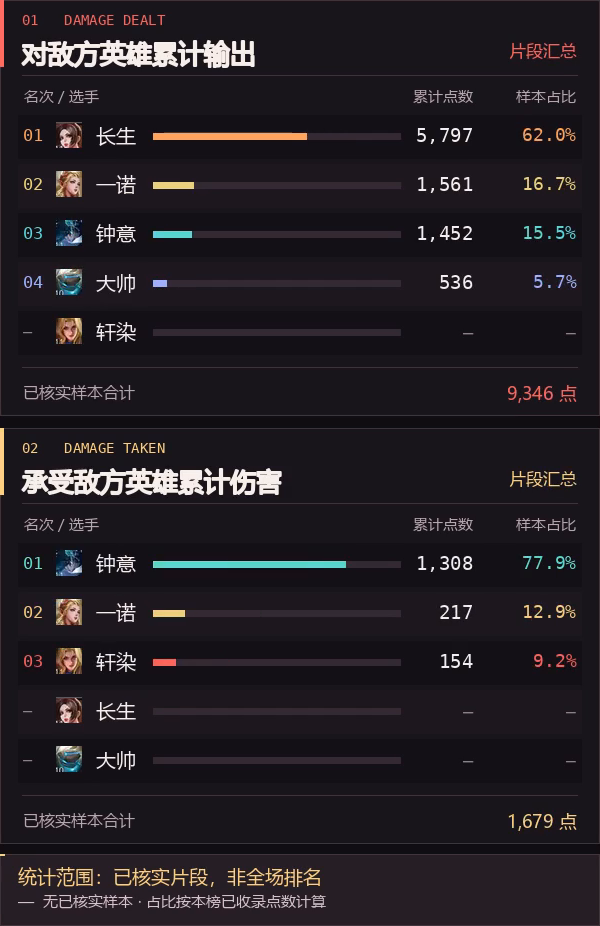 01 DAMAGE DEALT
对敌方英雄累计输出 片段汇总
名次 / 选手 累计点数 样本占比
01 长生 5,797 62.0%
02 一诺 1,561 16.7%
03 钟意 1,452 15.5%
04 大帅 536 5.7%
— 轩染 — —
已核实样本合计 9,346 点
02 DAMAGE TAKEN
承受敌方英雄累计伤害 片段汇总
名次 / 选手 累计点数 样本占比
01 钟意 1,308 77.9%
02 一诺 217 12.9%
03 轩染 154 9.2%
— 长生 — —
— 大帅 — —
已核实样本合计 1,679 点
统计范围：已核实片段，非全场排名
— 无已核实样本 · 占比按本榜已收录点数计算